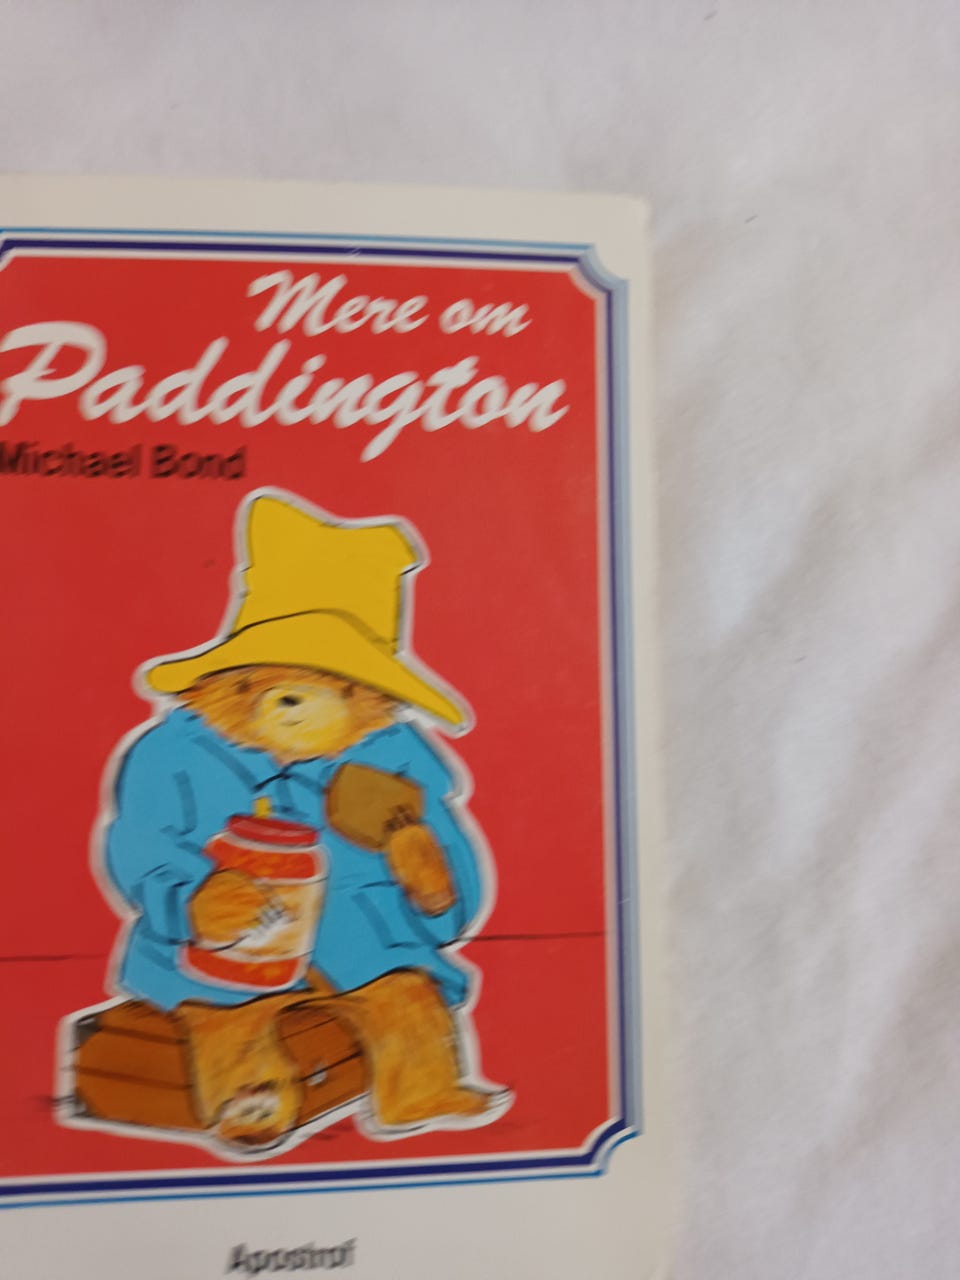 Mere om
Paddington
Michael Bond
Apostrof